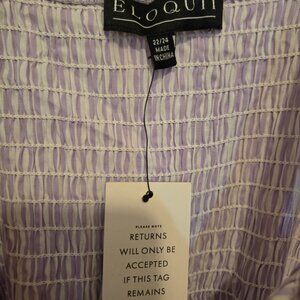 ELOQUII
22/24
MADE
IN CHINA
PLEASE NOTE
RETURNS
WILL ONLY BE
ACCEPTED
IF THIS TAG
REMAINS